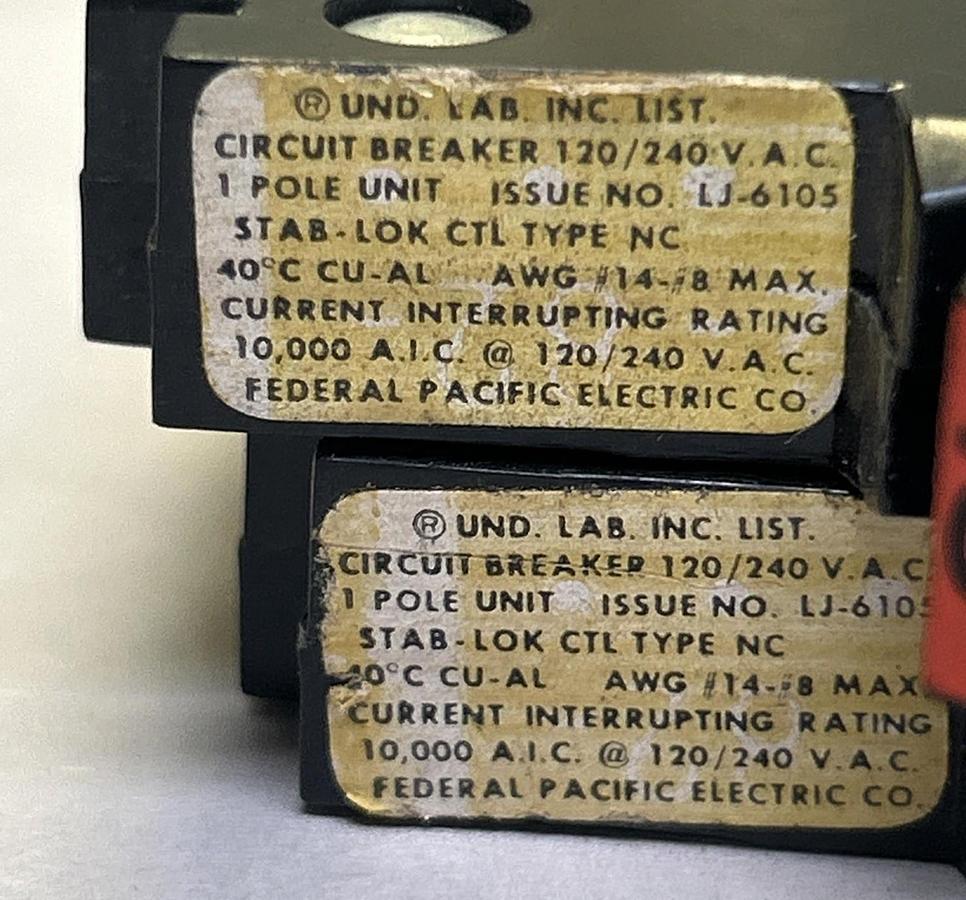 ® UND. LAB. INC. LIST.
CIRCUIT BREAKER 120/240 V.A.C.
1 POLE UNIT ISSUE NO. LJ-6105
STAB-LOK CTL TYPE NC
40°C CU-AL AWG #14-#8 MAX.
CURRENT INTERRUPTING RATING
10,000 A.I.C. @ 120/240 V.A.C.
FEDERAL PACIFIC ELECTRIC CO.
® UND. LAB. INC. LIST.
CIRCUIT BREAKER 120/240 V.A.C.
1 POLE UNIT ISSUE NO. LJ-6105
STAB-LOK CTL TYPE NC
40°C CU-AL AWG #14-#8 MAX
CURRENT INTERRUPTING RATING
10,000 A.I.C. @ 120/240 V.A.C.
FEDERAL PACIFIC ELECTRIC CO.